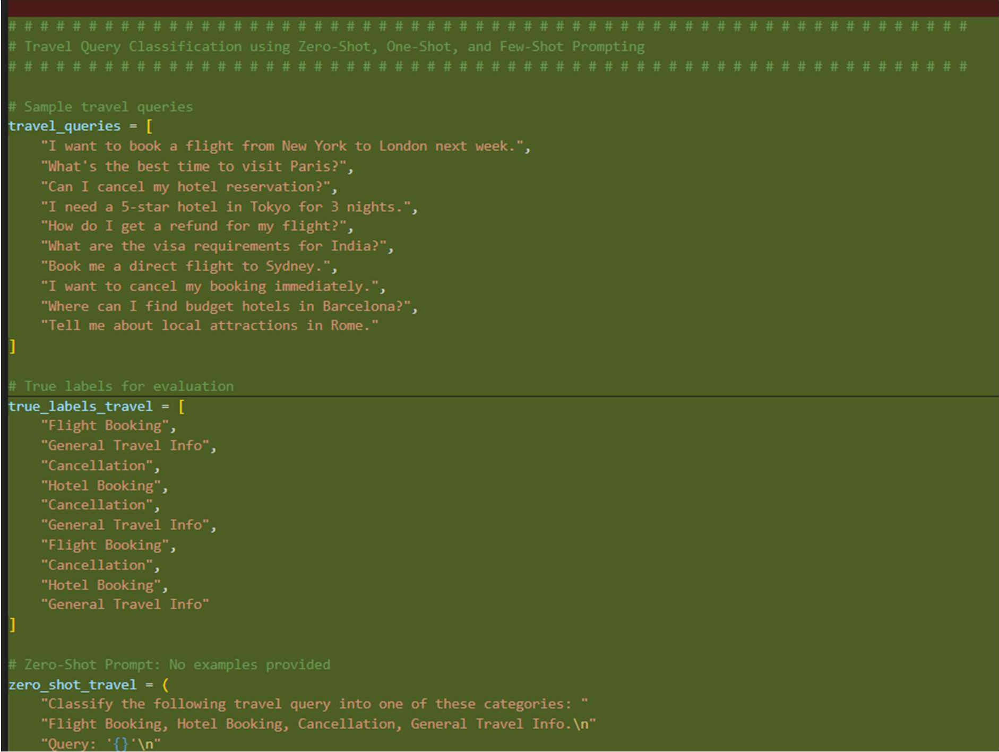 # # # # # # # # # # # # # # # # # # # # # # # # # # # # # # # # # # # # # # # # # # # # # # # # # # # # # # # # # # # #
# Travel Query Classification using Zero-Shot, One-Shot, and Few-Shot Prompting
# # # # # # # # # # # # # # # # # # # # # # # # # # # # # # # # # # # # # # # # # # # # # # # # # # # # # # # # # # # #
# Sample travel queries
travel_queries = [
    "I want to book a flight from New York to London next week.",
    "What's the best time to visit Paris?",
    "Can I cancel my hotel reservation?",
    "I need a 5-star hotel in Tokyo for 3 nights.",
    "How do I get a refund for my flight?",
    "What are the visa requirements for India?",
    "Book me a direct flight to Sydney.",
    "I want to cancel my booking immediately.",
    "Where can I find budget hotels in Barcelona?",
    "Tell me about local attractions in Rome."
]
# True labels for evaluation
true_labels_travel = [
    "Flight Booking",
    "General Travel Info",
    "Cancellation",
    "Hotel Booking",
    "Cancellation",
    "General Travel Info",
    "Flight Booking",
    "Cancellation",
    "Hotel Booking",
    "General Travel Info"
]
# Zero-Shot Prompt: No examples provided
zero_shot_travel = (
    "Classify the following travel query into one of these categories: "
    "Flight Booking, Hotel Booking, Cancellation, General Travel Info.\n"
    "Query: '{}'\n"